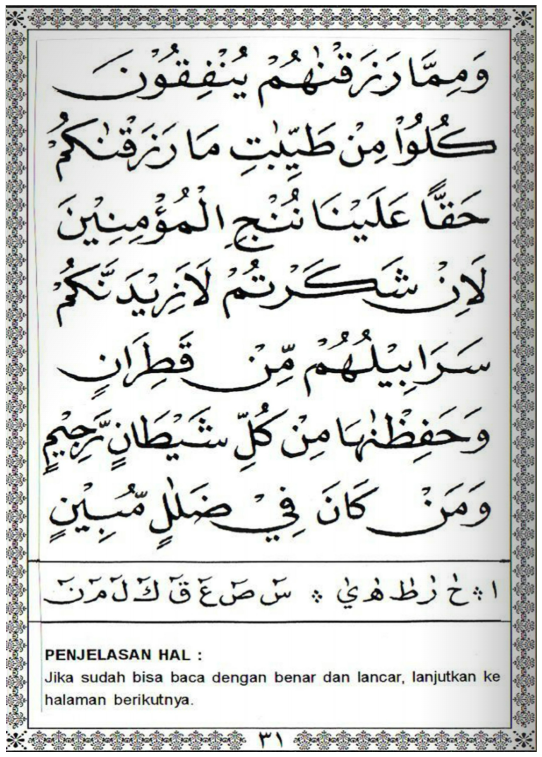 وَمِمَّا رَزَقْنٰهُمْ يُنْفِقُوْنَ
كُلُوْا مِنْ طَيِّبٰتِ مَا رَزَقْنٰكُمْ
حَقًّا عَلَيْنَا نُنْجِ الْمُؤْمِنِيْنَ
لَاِنْ شَكَرْتُمْ لَاَزِيْدَنَّكُمْ
سَرَابِيْلُهُمْ مِّنْ قَطِرَانٍ
وَحَفِظْنٰهَا مِنْ كُلِّ شَيْطَانٍ رَّجِيْمٍ
وَمَنْ كَانَ فِيْ ضَلٰلٍ مُّبِيْنٍ
PENJELASAN HAL :
Jika sudah bisa baca dengan benar dan lancar, lanjutkan ke
halaman berikutnya.
٣١